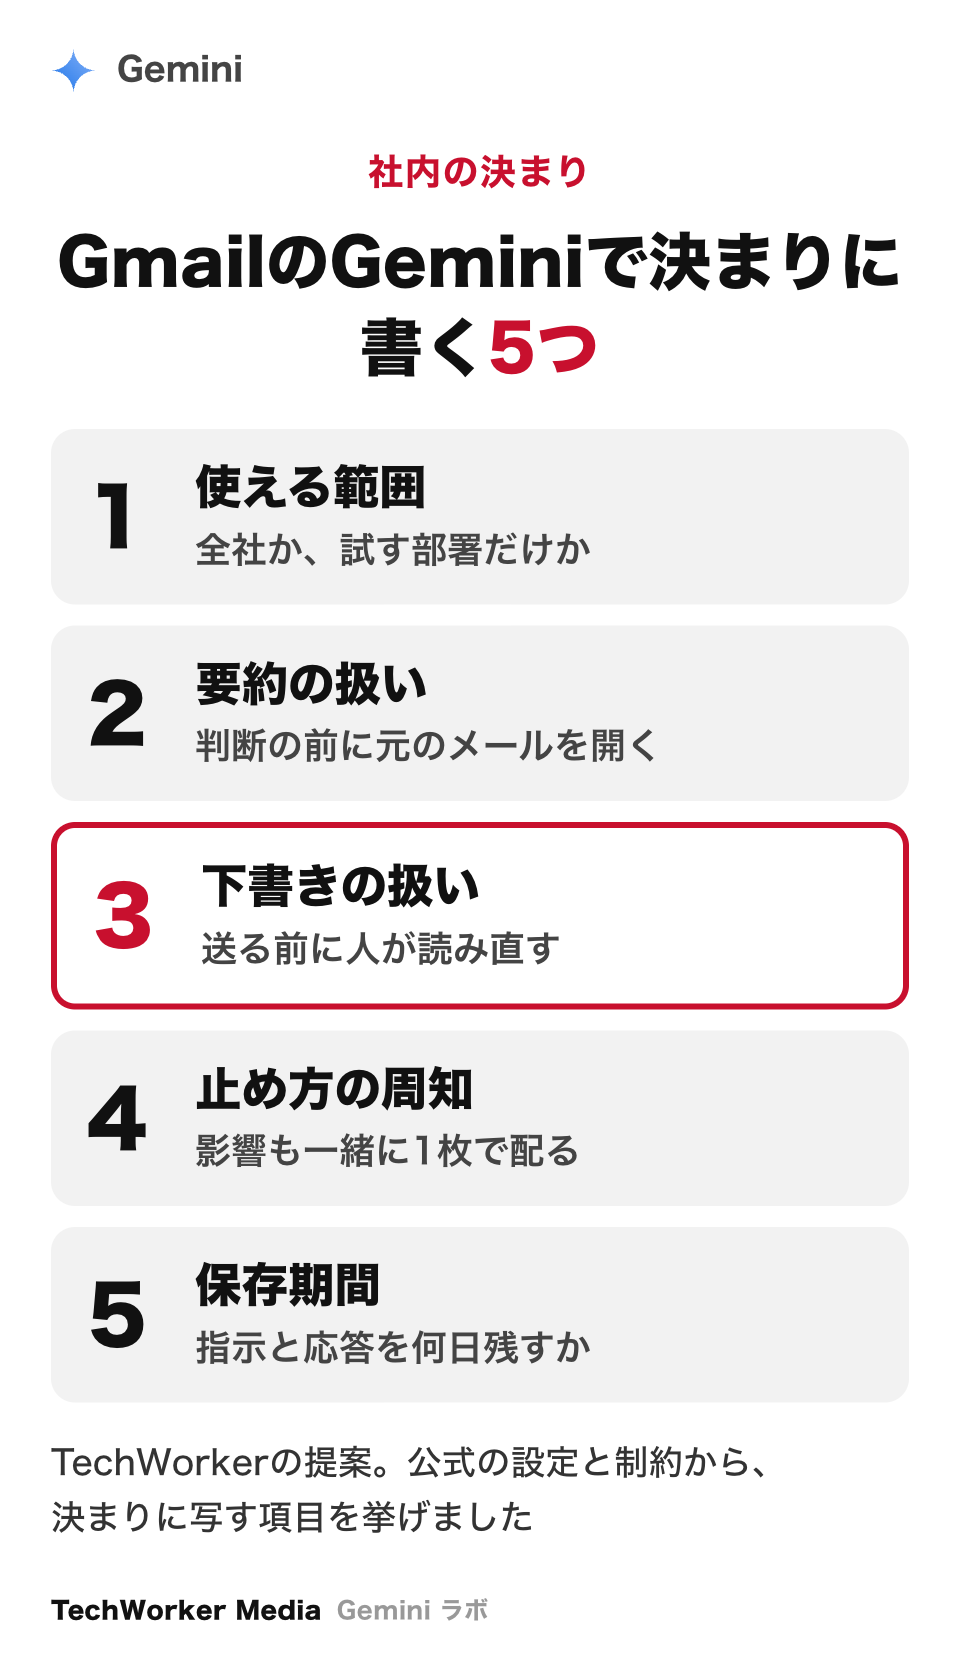 Gemini
社内の決まり
GmailのGeminiで決まりに
書く5つ
1
使える範囲
全社か、試す部署だけか
2
要約の扱い
判断の前に元のメールを開く
3
下書きの扱い
送る前に人が読み直す
4
止め方の周知
影響も一緒に1枚で配る
5
保存期間
指示と応答を何日残すか
TechWorkerの提案。公式の設定と制約から、
決まりに写す項目を挙げました
TechWorker Media Gemini ラボ